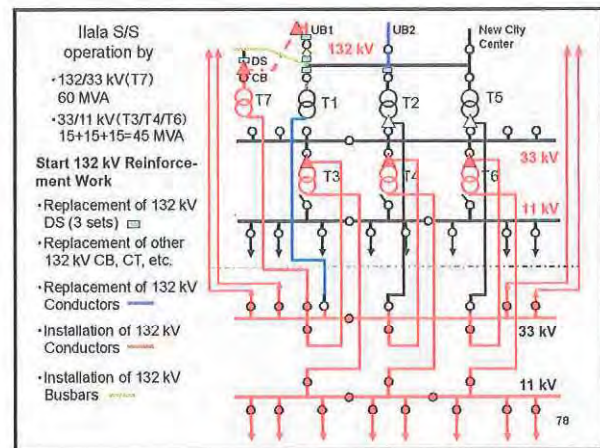 Ilala S/S
operation by
・132/33 kV(T7)
60 MVA
・33/11 kV(T3/T4/T6)
15+15+15=45 MVA
Start 132 kV Reinforce-
ment Work
・Replacement of 132 kV
DS (3 sets)
・Replacement of other
132 kV CB, CT, etc.
・Replacement of 132 kV
Conductors
・Installation of 132 kV
Conductors
・Installation of 132 kV
Busbars
UB1
132 kV
UB2
New City
Center
DS
CB
T7
T1
T2
T5
33 kV
T3
T4
T6
11 kV
33 kV
11 kV
78